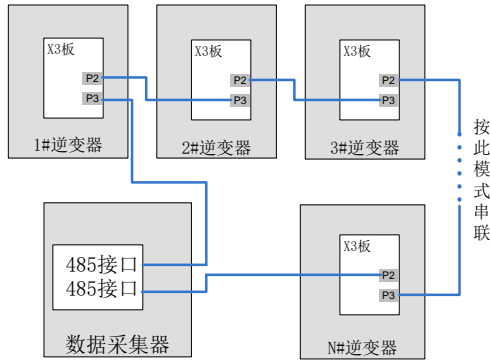 X3板
P2
P3
1#逆变器
X3板
P2
P3
2#逆变器
X3板
P2
P3
3#逆变器
按此模式串联
485接口
485接口
数据采集器
X3板
P2
P3
N#逆变器